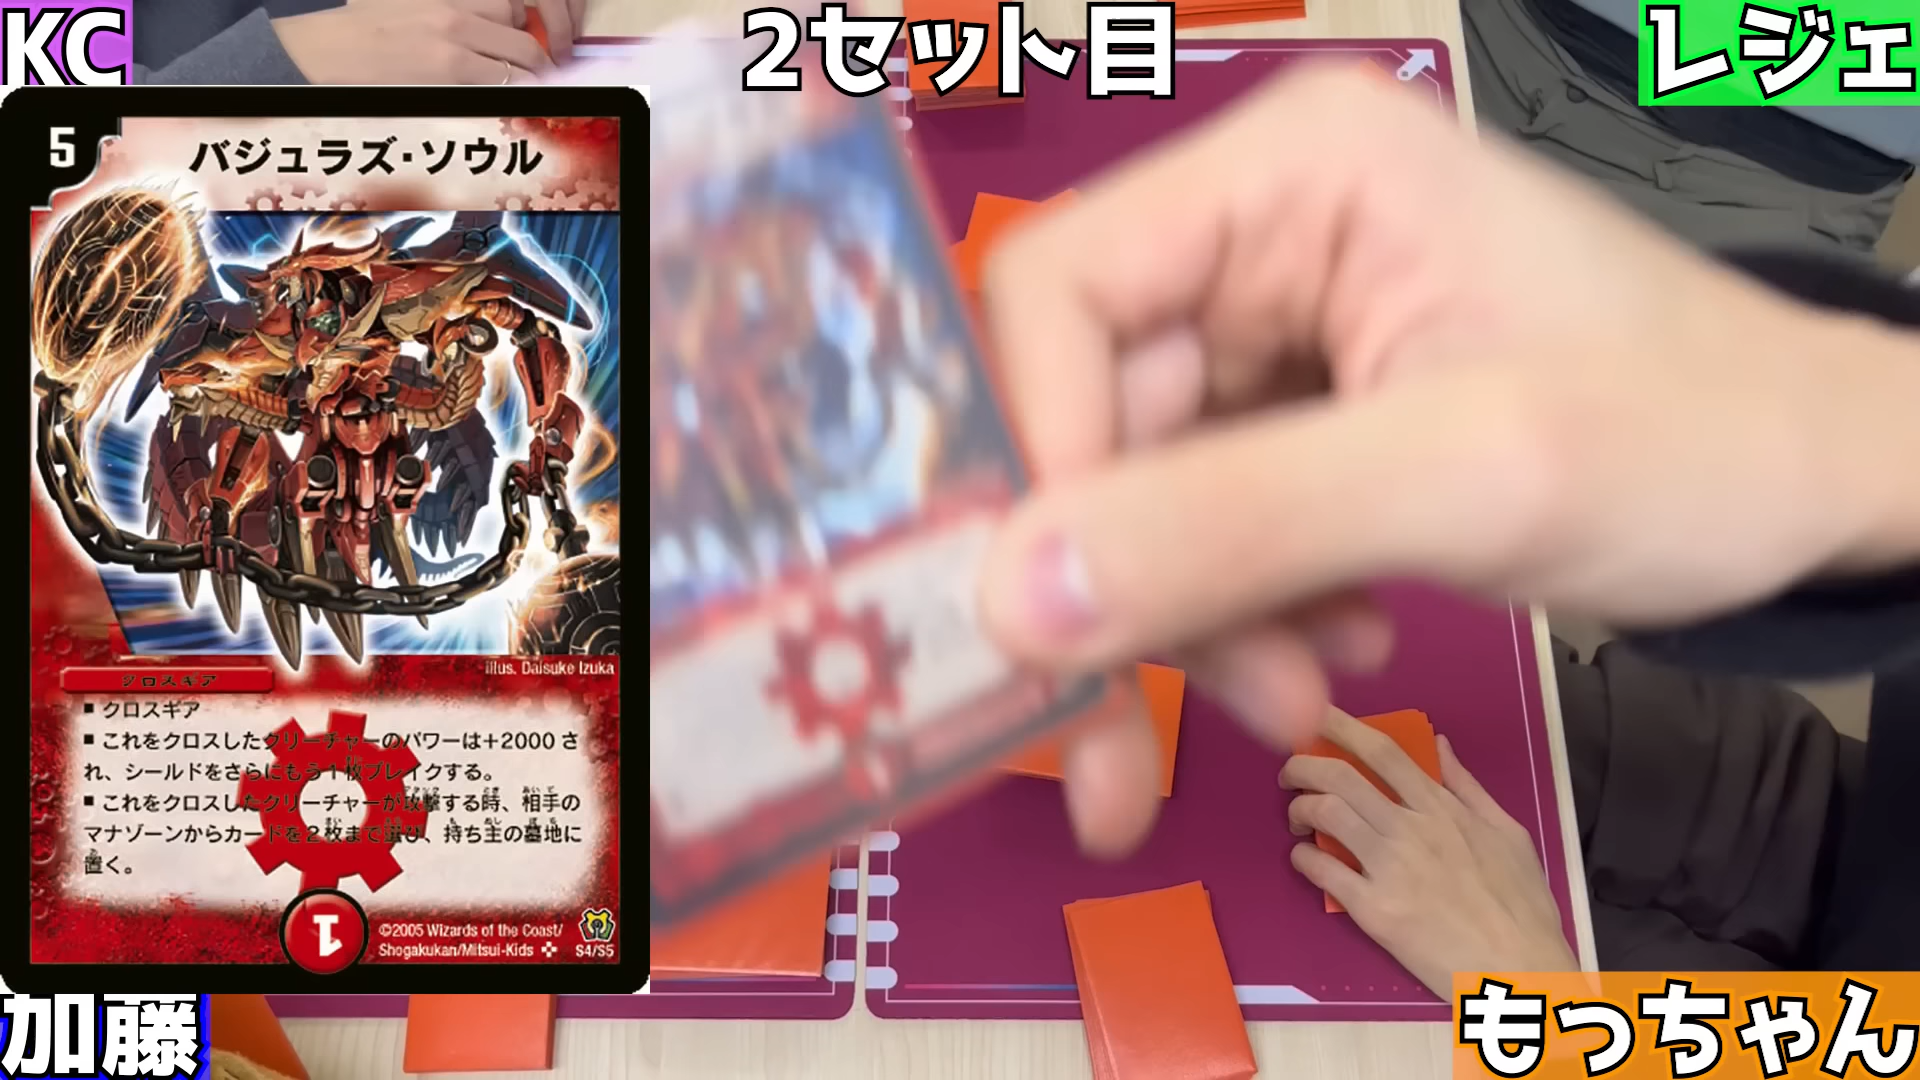 KC
2セット目
レジェ
5
バジュラズ・ソウル
illus. Daisuke Izuka
クロスギア
■ クロスギア
■ これをクロスしたクリーチャーのパワーは+2000 さ
れ、シールドをさらにもう1枚ブレイクする。
■ これをクロスしたクリーチャーが攻撃する時、相手の
マナゾーンからカードを2枚まで選び、持ち主の墓地に
置く。
1
©2005 Wizards of the Coast/
Shogakukan/Mitsui-Kids
S4/S5
加藤
もっちゃん